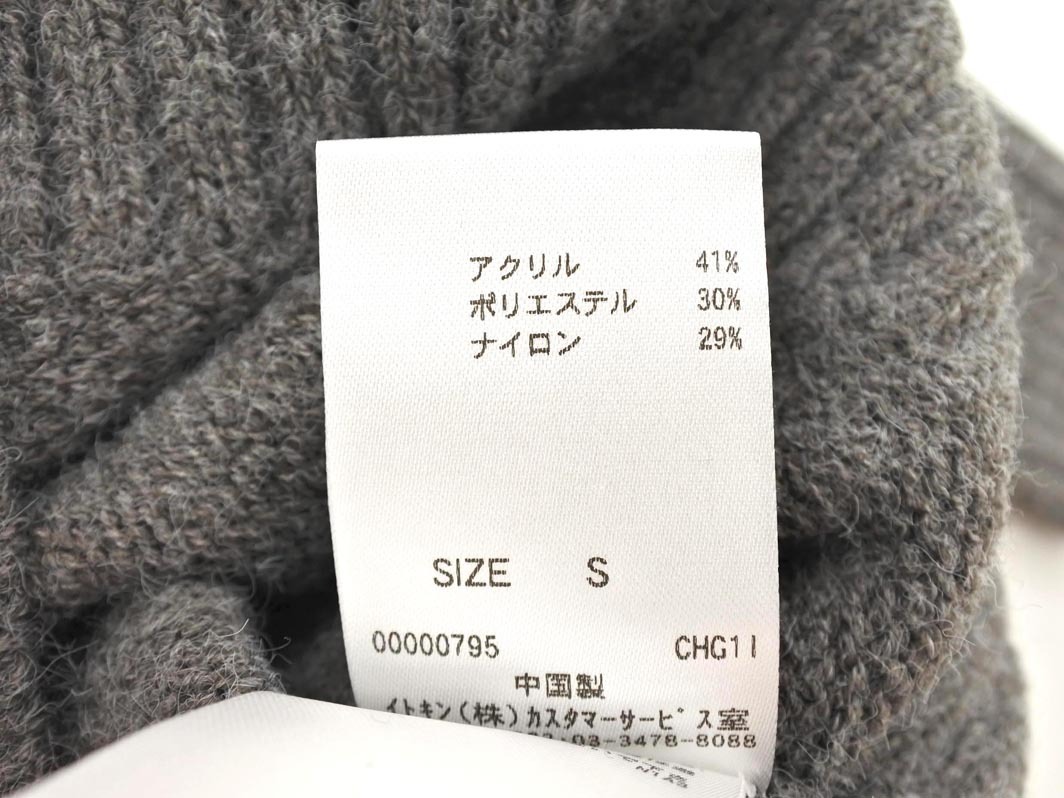 アクリル 41%
ポリエステル 30%
ナイロン 29%
SIZE S
00000795 CHG11
中国製
イトキン(株)カスタマーサービス室
03-3478-8088